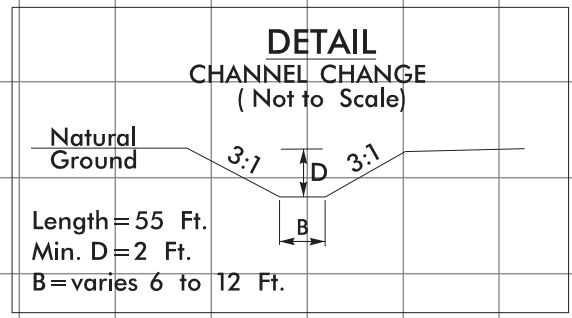 DETAIL
CHANNEL CHANGE
( Not to Scale)
Natural
Ground
3:1
D
3:1
B
Length=55 Ft.
Min. D=2 Ft.
B=varies 6 to 12 Ft.